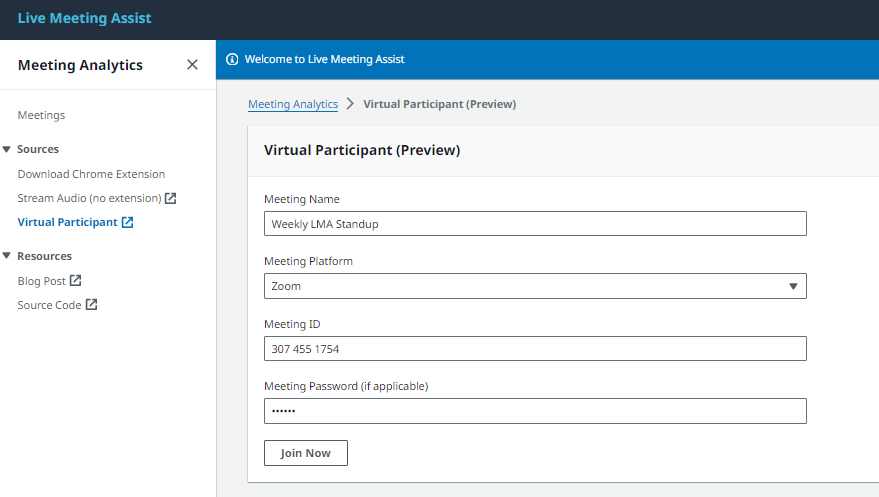 Live Meeting Assist
Meeting Analytics
Welcome to Live Meeting Assist
Meetings
Sources
Download Chrome Extension
Stream Audio (no extension)
Virtual Participant
Resources
Blog Post
Source Code
Meeting Analytics > Virtual Participant (Preview)
Virtual Participant (Preview)
Meeting Name
Weekly LMA Standup
Meeting Platform
Zoom
Meeting ID
307 455 1754
Meeting Password (if applicable)
••••••
Join Now